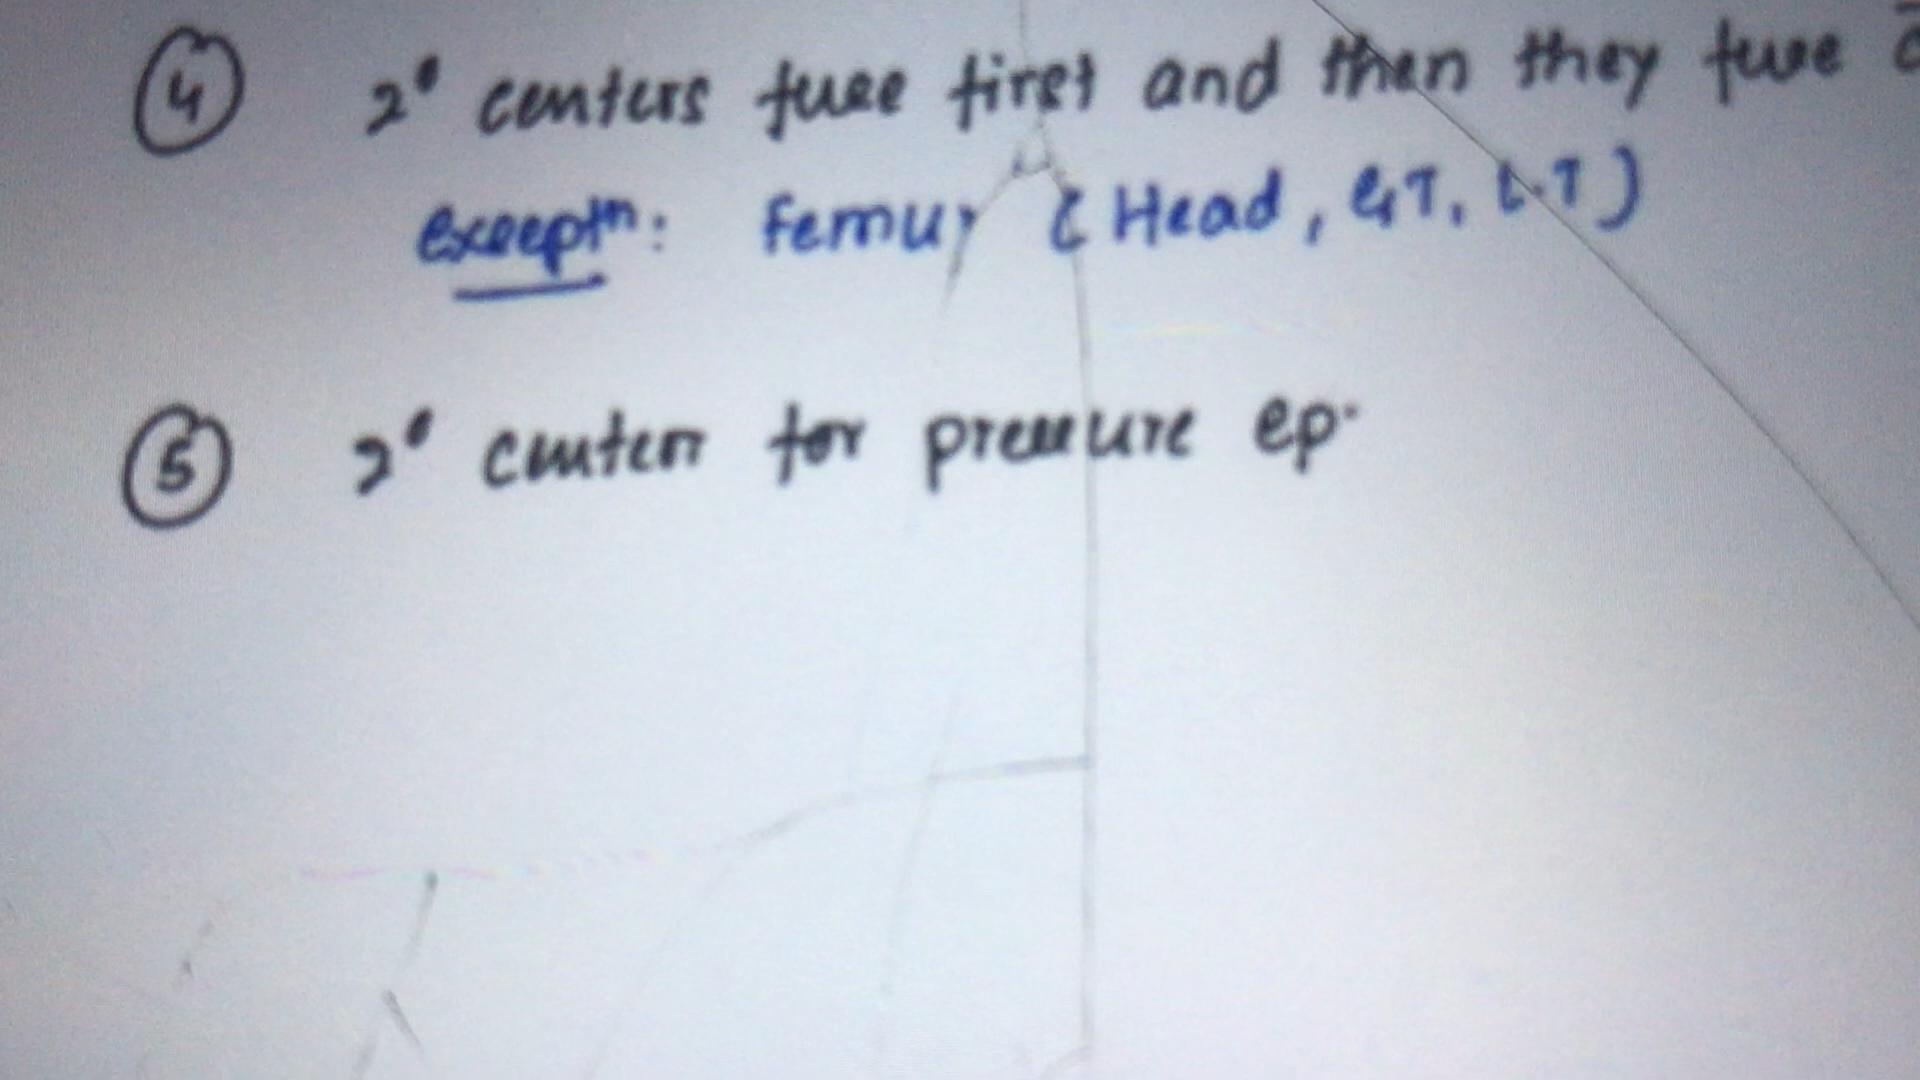 ④ 2° centers fuse first and then they fuse c̄
Exceptn: Femur (Head, GT, LT)
⑤ 2° center for pressure ep.